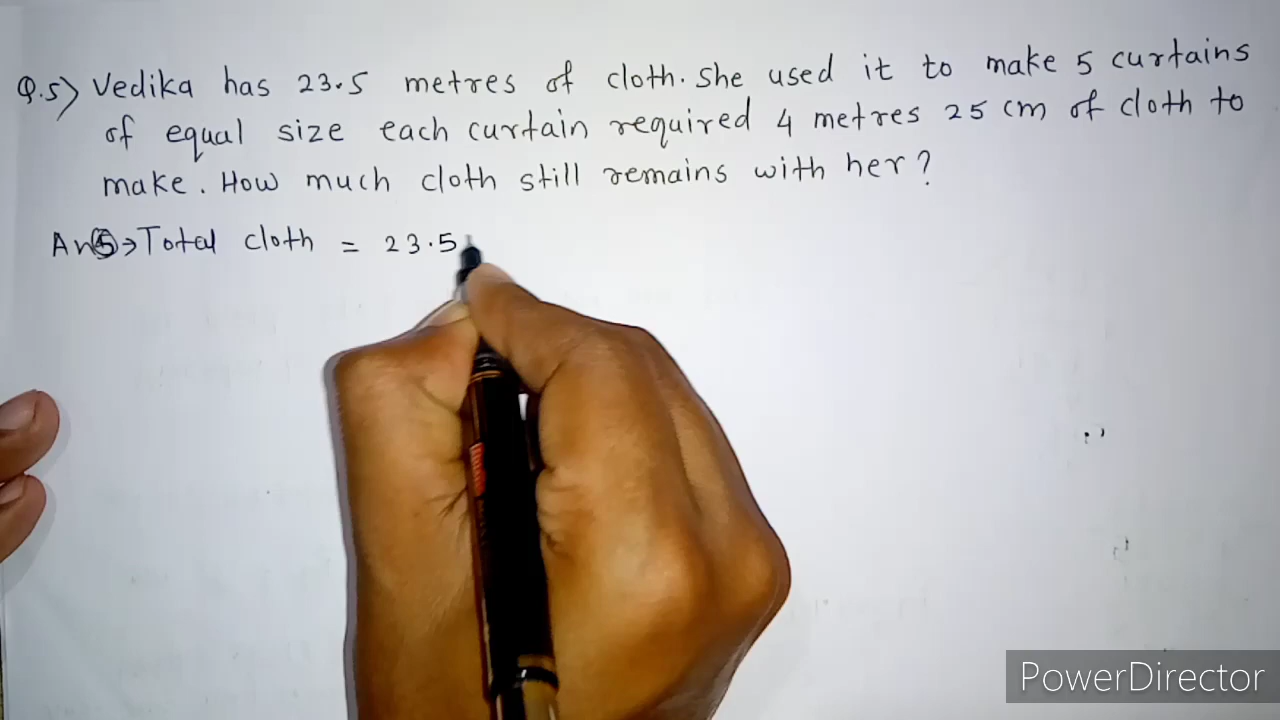 Q.5) Vedika has 23.5 metres of cloth. She used it to make 5 curtains
of equal size each curtain required 4 metres 25 cm of cloth to
make. How much cloth still remains with her?
Ans5→ Total cloth = 23.5
PowerDirector